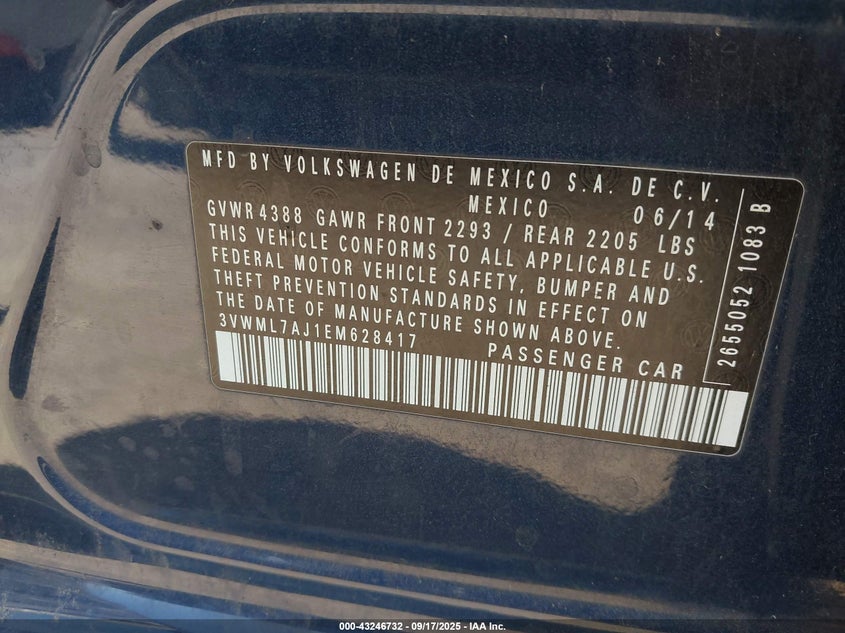 MFD BY VOLKSWAGEN DE MEXICO S.A. DE C.V.
MEXICO 06/14
GVWR 4388 GAWR FRONT 2293 / REAR 2205 LBS
THIS VEHICLE CONFORMS TO ALL APPLICABLE U.S.
FEDERAL MOTOR VEHICLE SAFETY, BUMPER AND
THEFT PREVENTION STANDARDS IN EFFECT ON
THE DATE OF MANUFACTURE SHOWN ABOVE.
3VWML7AJ1EM628417 PASSENGER CAR
2655052 1083 B
000-43246732 - 09/17/2025 - IAA Inc.